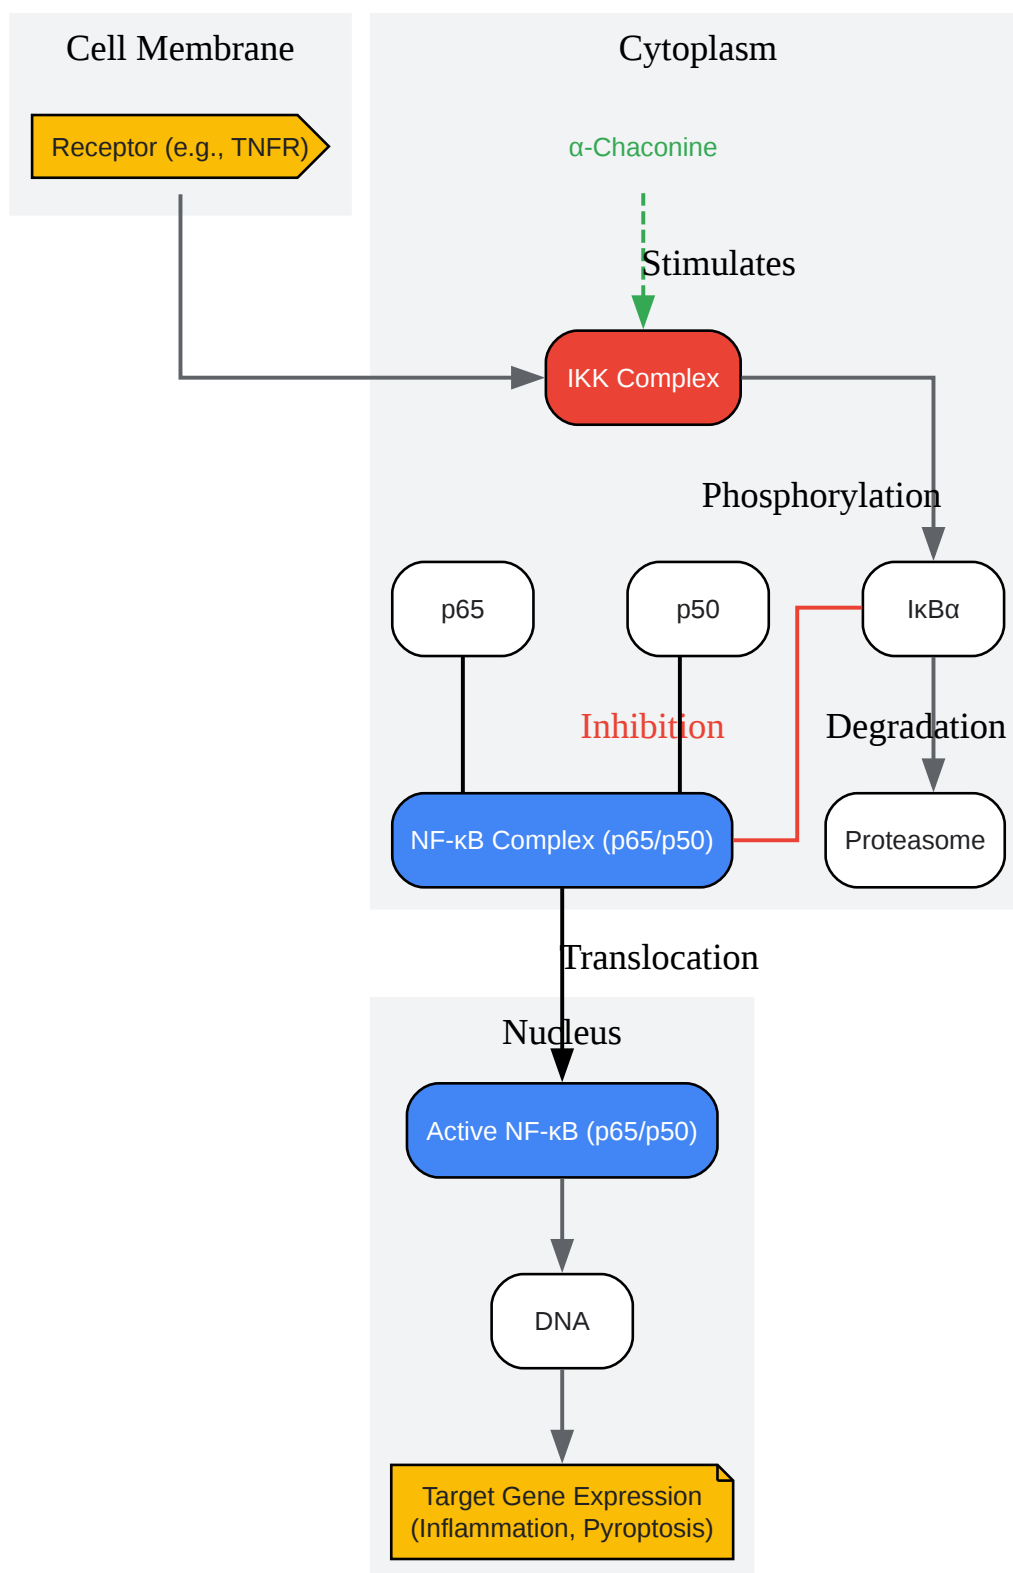 Cell Membrane
Cytoplasm
Receptor (e.g., TNFR)
α-Chaconine
Stimulates
IKK Complex
Phosphorylation
p65
p50
IκBα
Inhibition
Degradation
NF-κB Complex (p65/p50)
Proteasome
Translocation
Nucleus
Active NF-κB (p65/p50)
DNA
Target Gene Expression
(Inflammation, Pyroptosis)